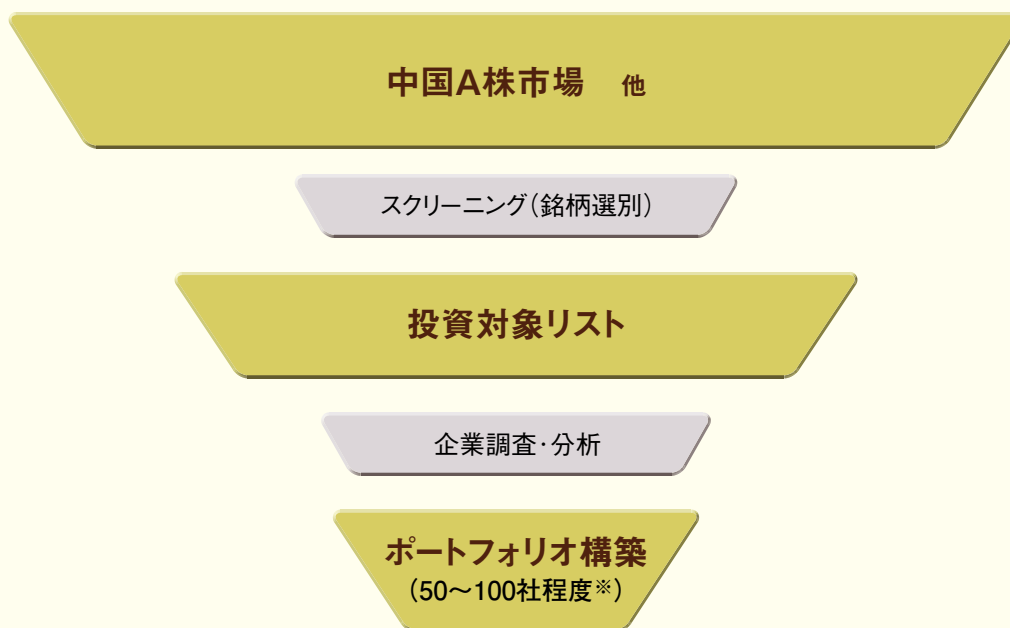 中国A株市場 他
スクリーニング(銘柄選別)
投資対象リスト
企業調査・分析
ポートフォリオ構築
(50〜100社程度※)